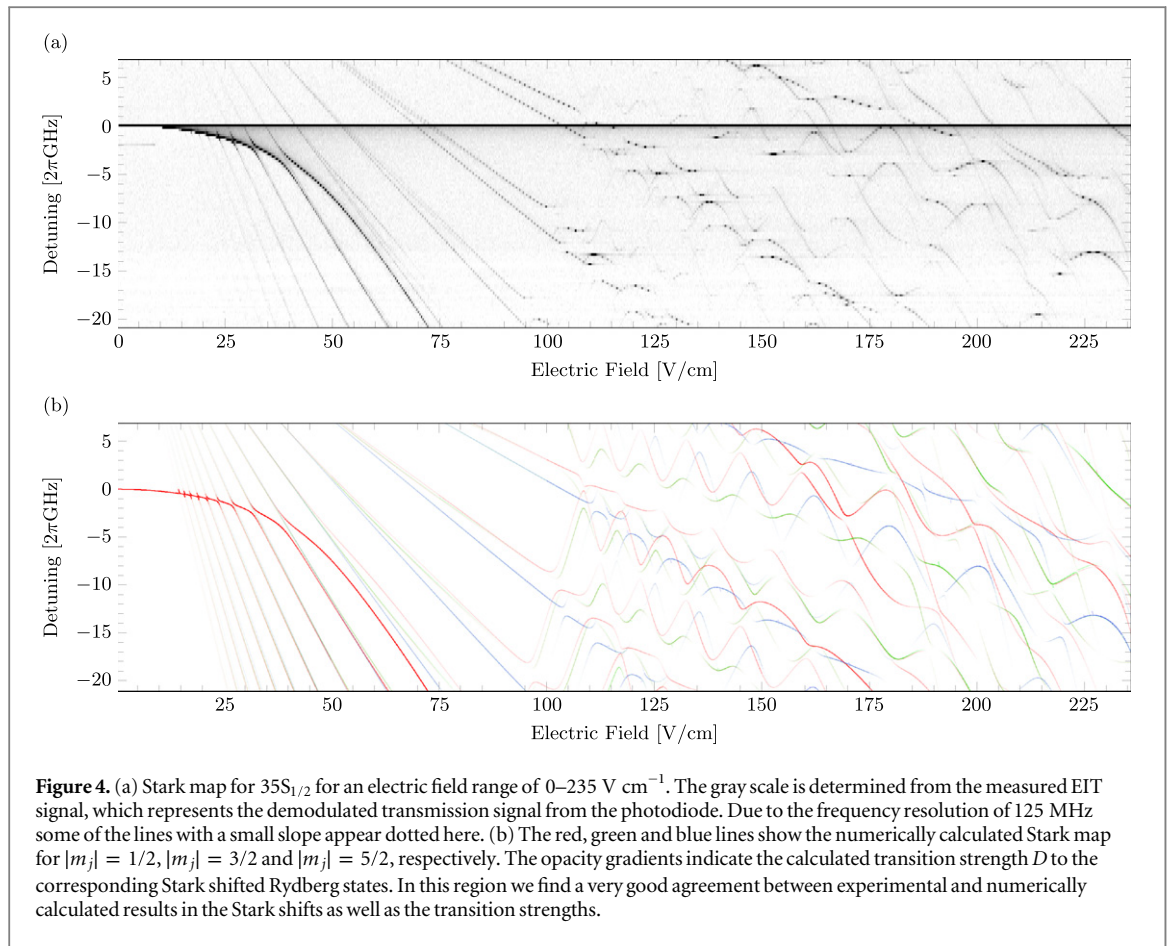 (a)
5
0
−5
−10
−15
−20
Detuning [2πGHz]
0 25 50 75 100 125 150 175 200 225
Electric Field [V/cm]
(b)
5
0
−5
−10
−15
−20
Detuning [2πGHz]
25 50 75 100 125 150 175 200 225
Electric Field [V/cm]
Figure 4. (a) Stark map for 35S1/2 for an electric field range of 0–235 V cm−1. The gray scale is determined from the measured EIT
signal, which represents the demodulated transmission signal from the photodiode. Due to the frequency resolution of 125 MHz
some of the lines with a small slope appear dotted here. (b) The red, green and blue lines show the numerically calculated Stark map
for |mj| = 1/2, |mj| = 3/2 and |mj| = 5/2, respectively. The opacity gradients indicate the calculated transition strength D to the
corresponding Stark shifted Rydberg states. In this region we find a very good agreement between experimental and numerically
calculated results in the Stark shifts as well as the transition strengths.